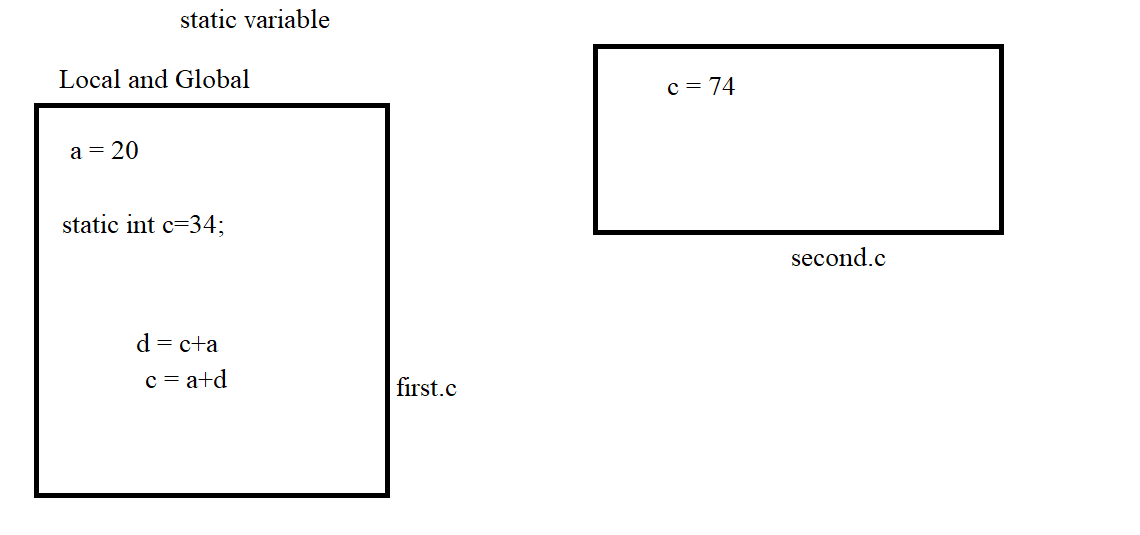 static variable
Local and Global
a = 20
static int c=34;
d = c+a
c = a+d
first.c
c = 74
second.c